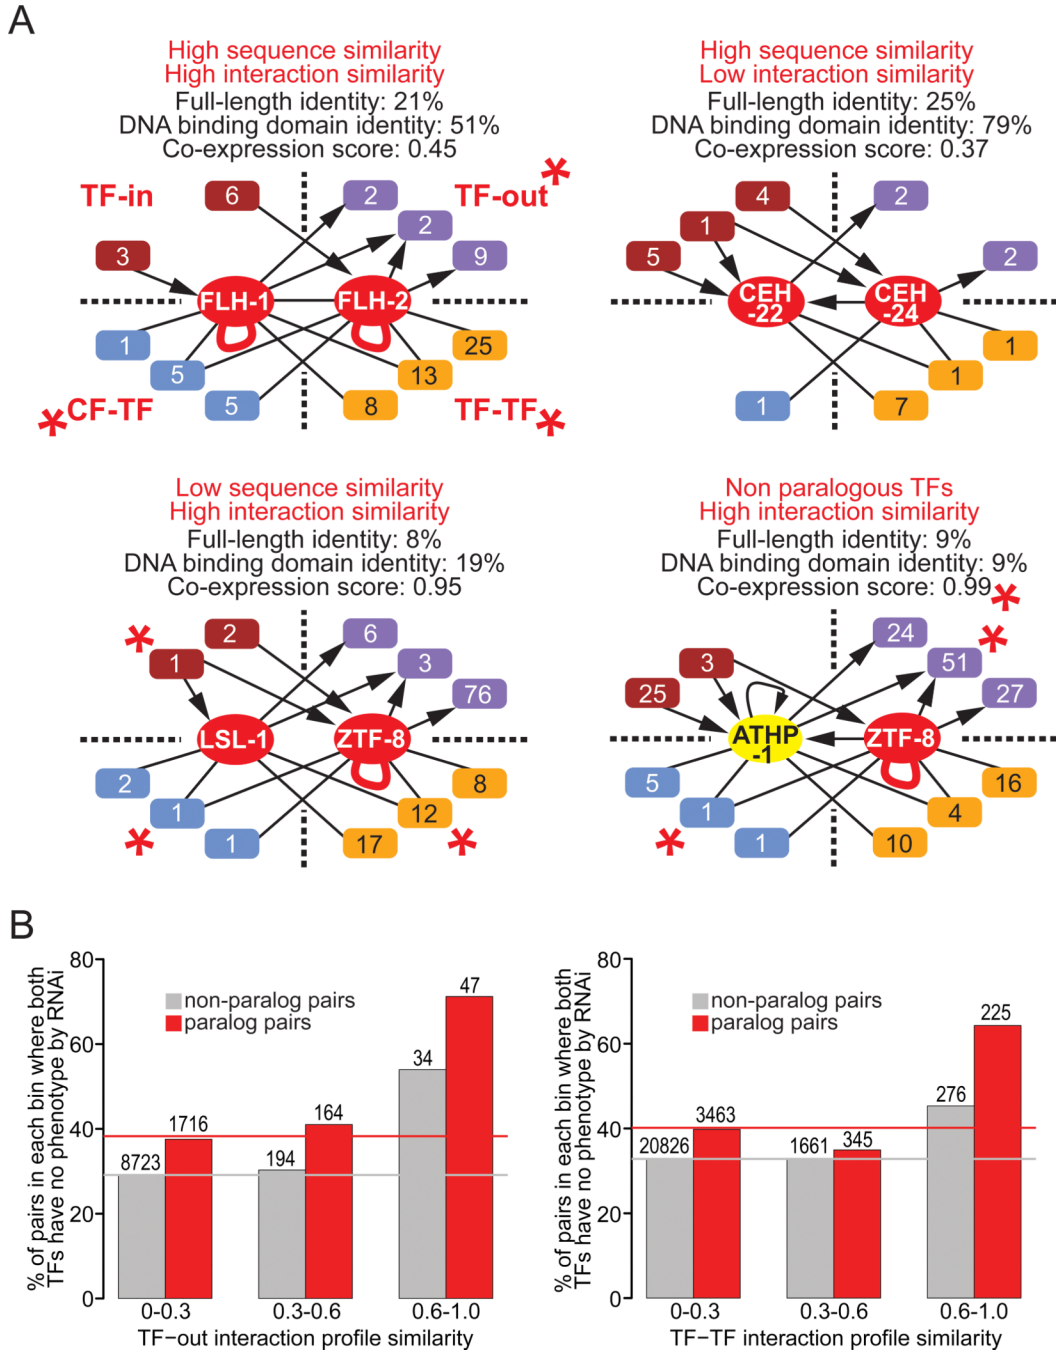 A
High sequence similarity
High interaction similarity
Full-length identity: 21%
DNA binding domain identity: 51%
Co-expression score: 0.45
TF-in
6
2
TF-out*
2
3
9
FLH-1
FLH-2
1
5
25
13
*CF-TF
5
8
TF-TF*
High sequence similarity
Low interaction similarity
Full-length identity: 25%
DNA binding domain identity: 79%
Co-expression score: 0.37
4
2
1
5
2
CEH
-22
CEH
-24
1
1
1
7
Low sequence similarity
High interaction similarity
Full-length identity: 8%
DNA binding domain identity: 19%
Co-expression score: 0.95
*
2
6
1
3
76
LSL-1
ZTF-8
2
8
1
12
*
1
17
*
Non paralogous TFs
High interaction similarity
Full-length identity: 9%
DNA binding domain identity: 9%
Co-expression score: 0.99
*
24
*
3
51
25
27
ATHP
-1
ZTF-8
5
16
1
4
*
1
10
B
% of pairs in each bin where both
TFs have no phenotype by RNAi
80
60
40
20
0
non-paralog pairs
paralog pairs
8723
1716
194
164
34
47
0-0.3
0.3-0.6
0.6-1.0
TF−out interaction profile similarity
% of pairs in each bin where both
TFs have no phenotype by RNAi
80
60
40
20
0
non-paralog pairs
paralog pairs
20826
3463
1661
345
276
225
0-0.3
0.3-0.6
0.6-1.0
TF−TF interaction profile similarity